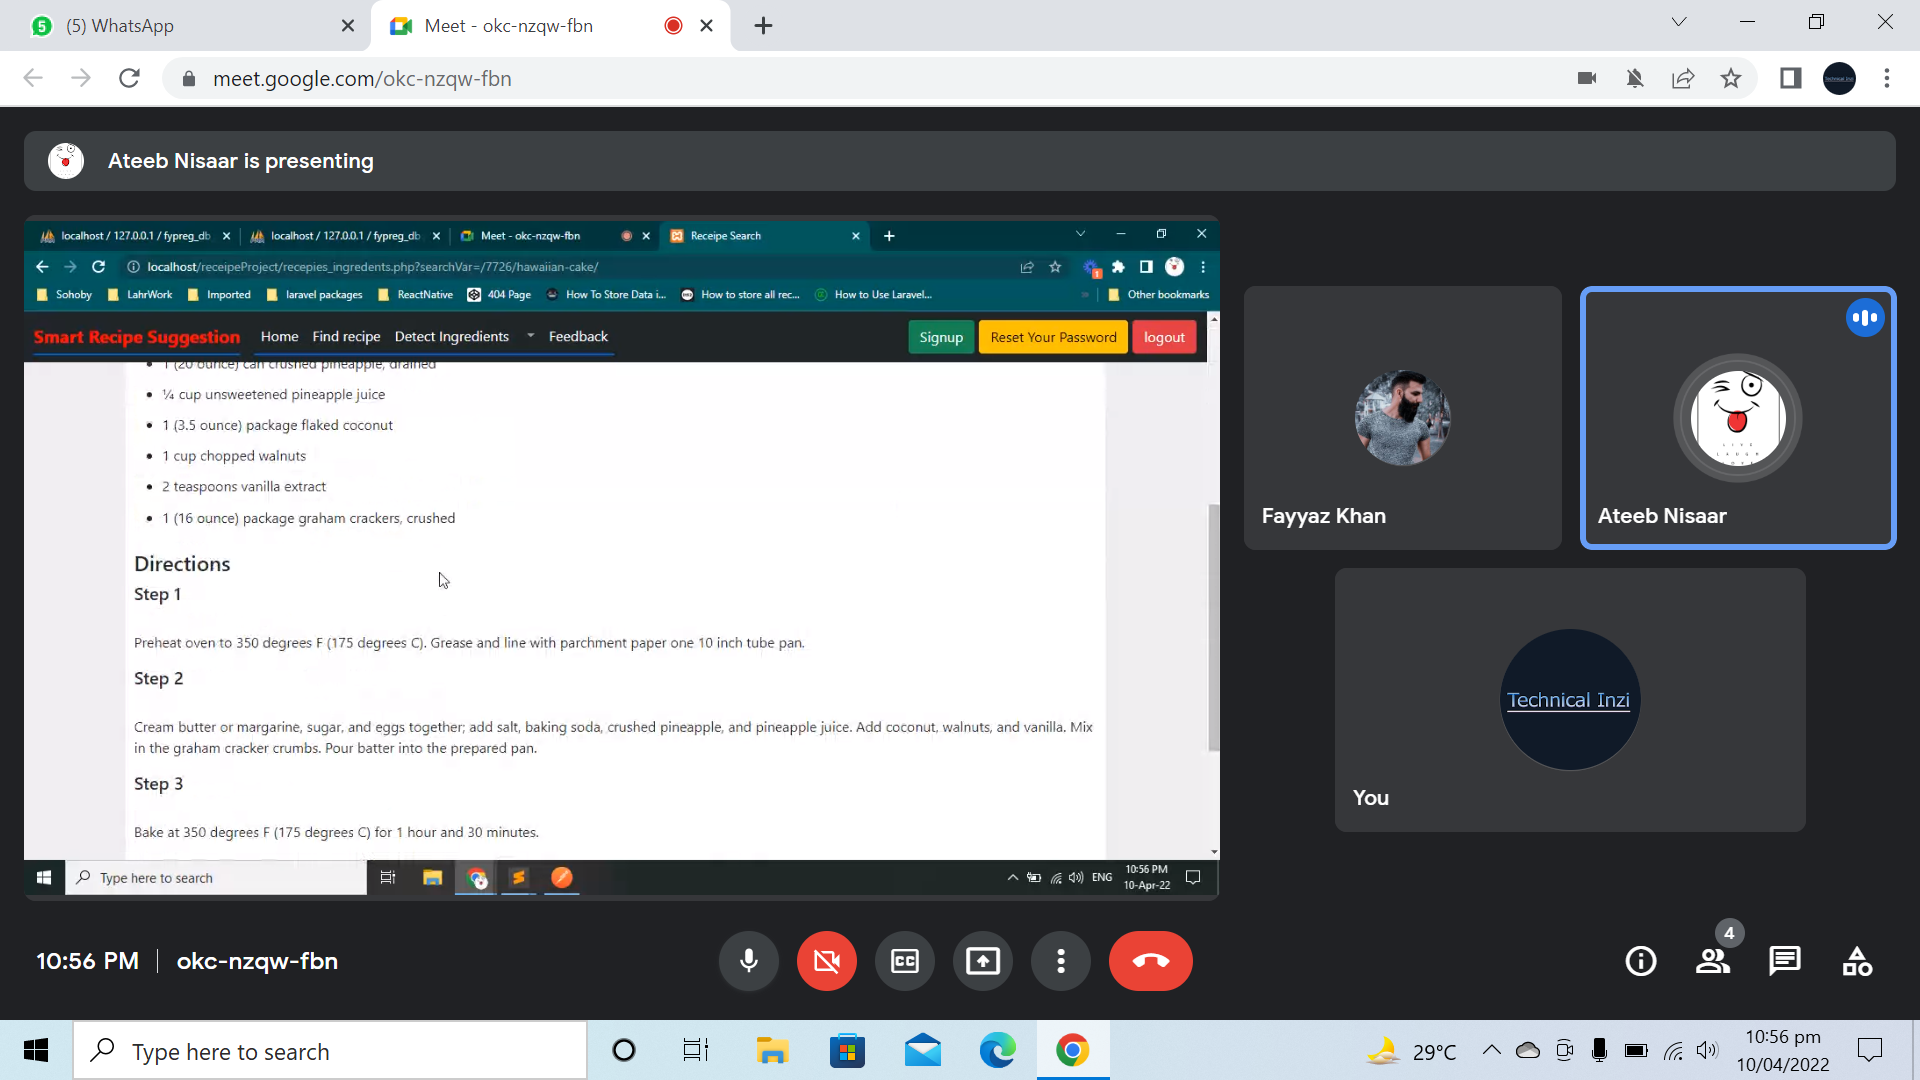 5
(5) WhatsApp
Meet - okc-nzqw-fbn
meet.google.com/okc-nzqw-fbn
Ateeb Nisaar is presenting
localhost / 127.0.0.1 / fypreg_db
localhost / 127.0.0.1 / fypreg_db
Meet - okc-nzqw-fbn
Receipe Search
localhost/receipeProject/recepies_ingredents.php?searchVar=/7726/hawaiian-cake/
1
Sohoby
LahrWork
Imported
laravel packages
ReactNative
404 Page
How To Store Data i...
How to store all rec...
How to Use Laravel...
Other bookmarks
Smart Recipe Suggestion
Home
Find recipe
Detect Ingredients
Feedback
Signup
Reset Your Password
logout
1 (20 ounce) can crushed pineapple, drained
¼ cup unsweetened pineapple juice
1 (3.5 ounce) package flaked coconut
1 cup chopped walnuts
2 teaspoons vanilla extract
1 (16 ounce) package graham crackers, crushed
Directions
Step 1
Preheat oven to 350 degrees F (175 degrees C). Grease and line with parchment paper one 10 inch tube pan.
Step 2
Cream butter or margarine, sugar, and eggs together; add salt, baking soda, crushed pineapple, and pineapple juice. Add coconut, walnuts, and vanilla. Mix
in the graham cracker crumbs. Pour batter into the prepared pan.
Step 3
Bake at 350 degrees F (175 degrees C) for 1 hour and 30 minutes.
Type here to search
ENG
10:56 PM
10-Apr-22
Fayyaz Khan
LIVE
LAUGH
Ateeb Nisaar
Technical Inzi
You
10:56 PM
okc-nzqw-fbn
CC
4
Type here to search
29°C
10:56 pm
10/04/2022